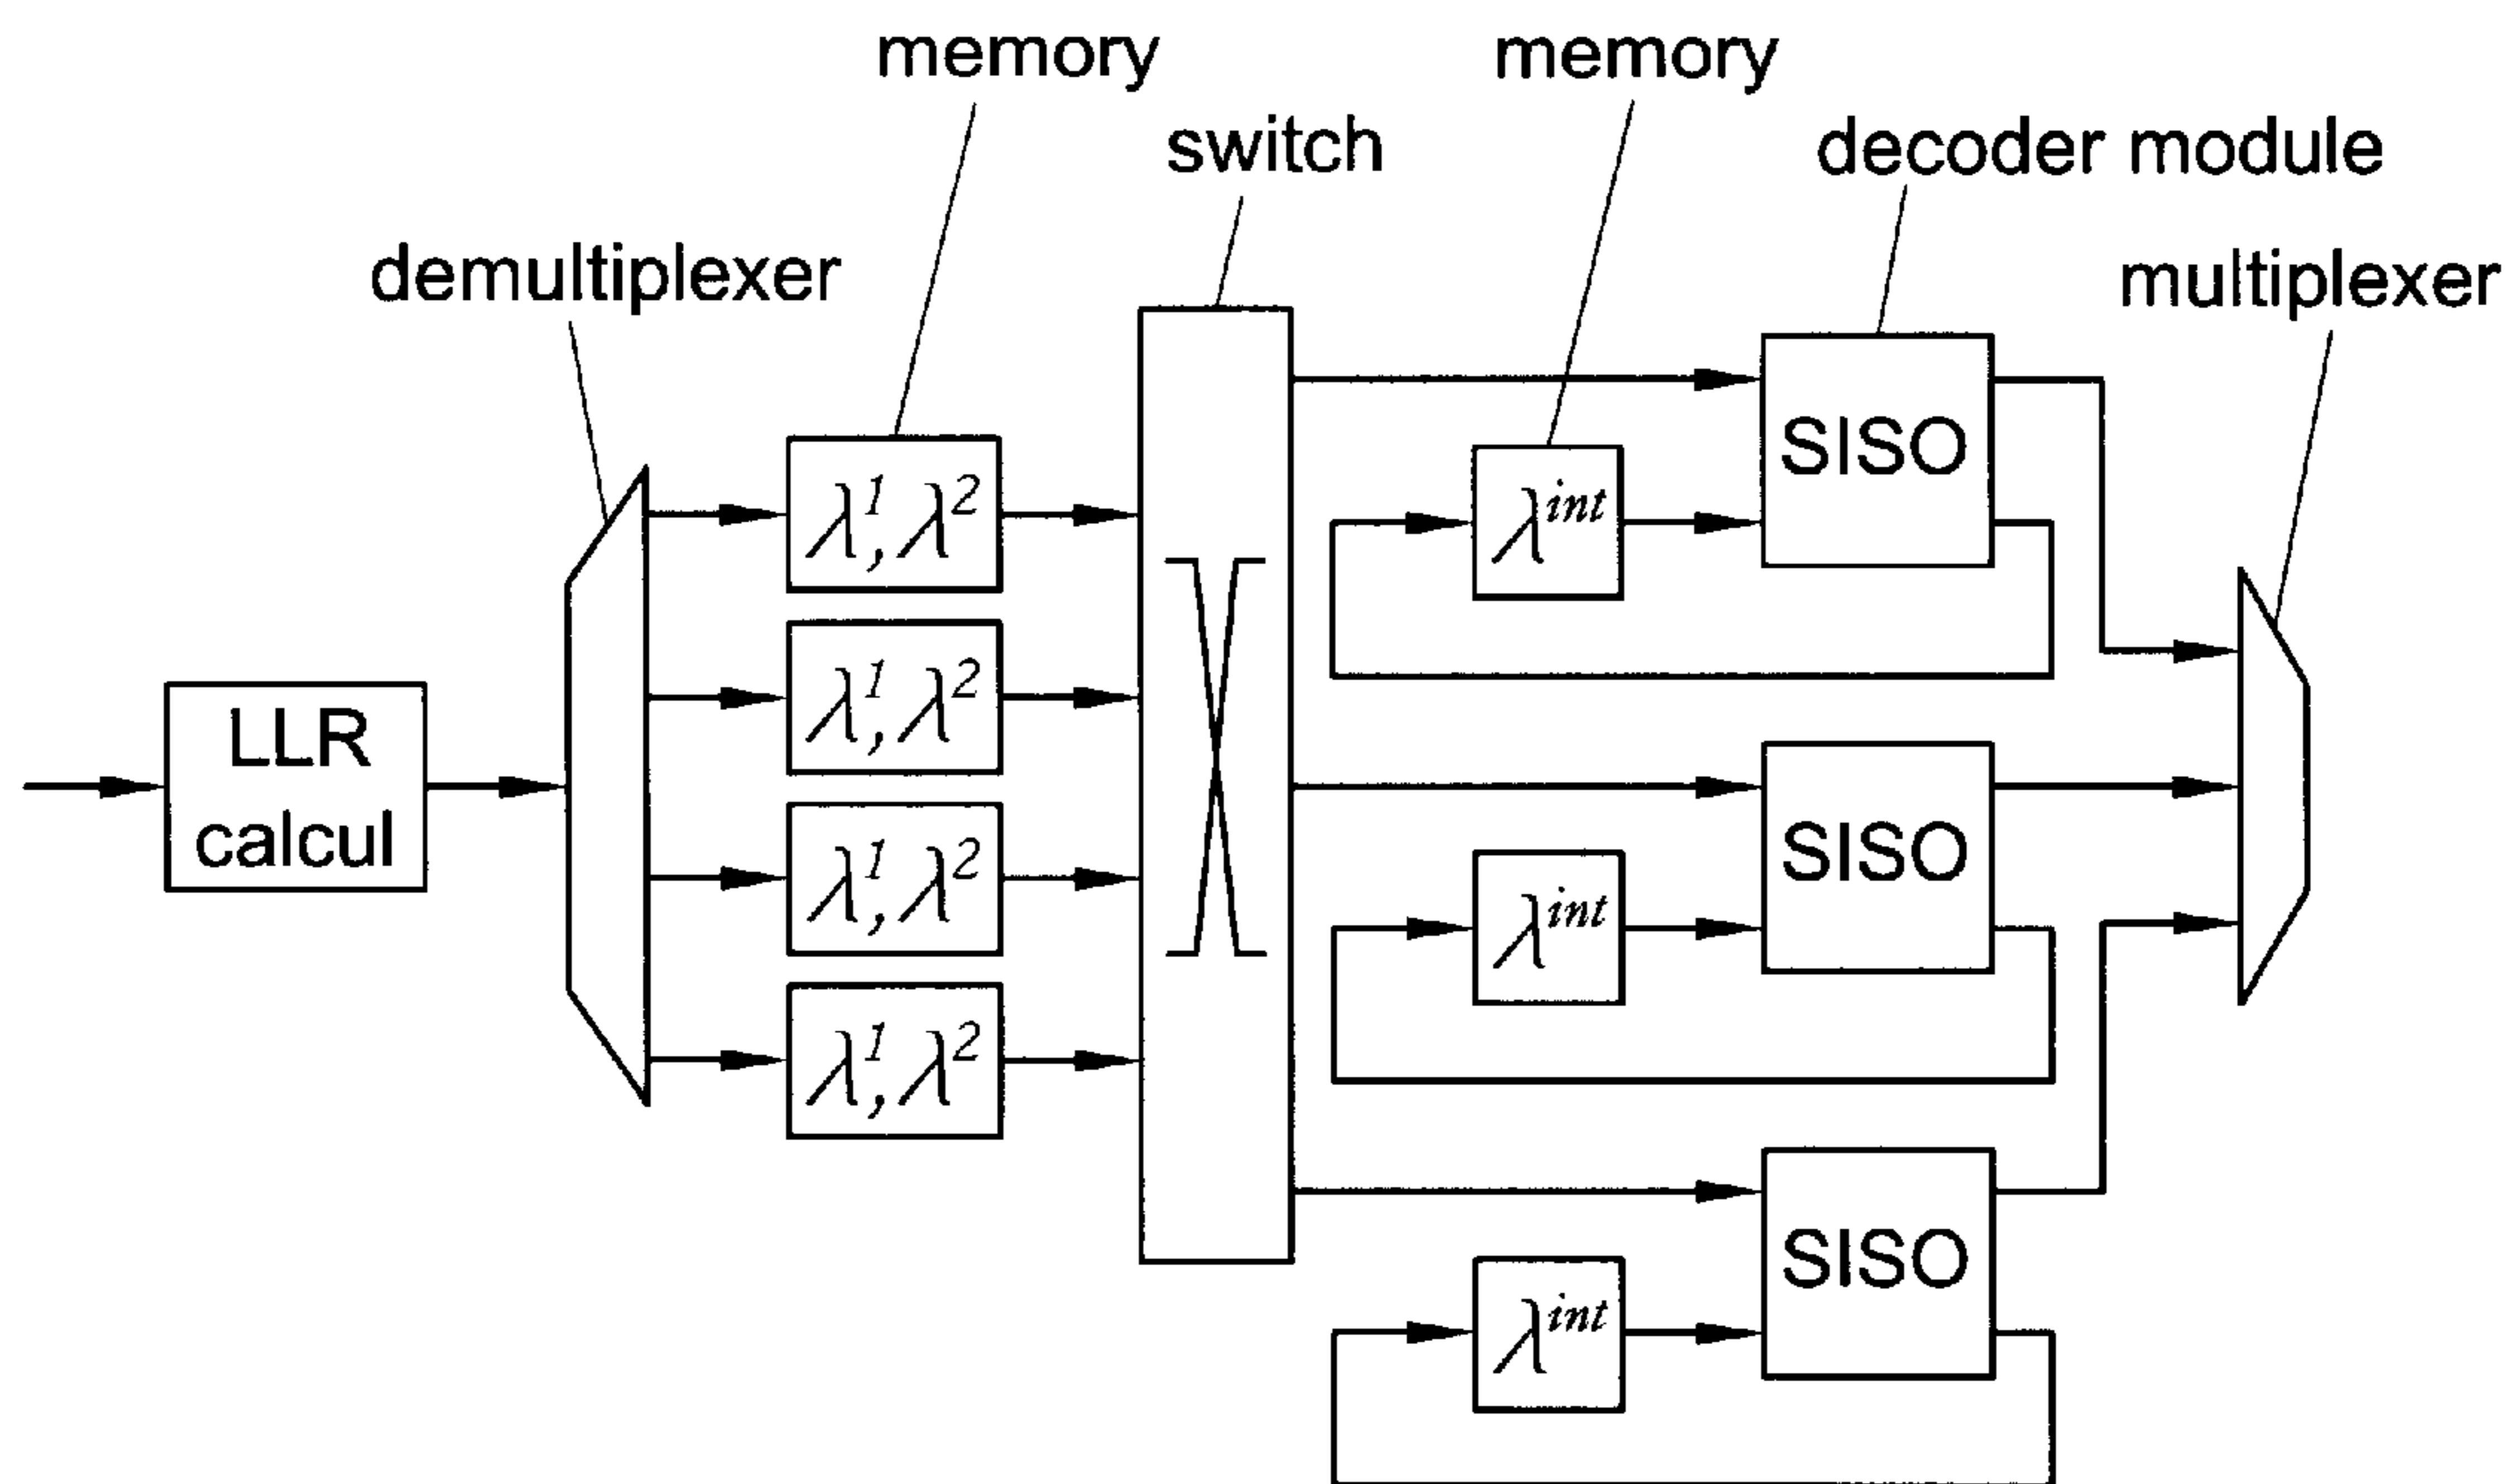 memory
memory
switch
decoder module
demultiplexer
multiplexer
SISO
λ¹, λ²
λⁱⁿᵗ
λ¹, λ²
LLR
calcul
SISO
λ¹, λ²
λⁱⁿᵗ
λ¹, λ²
SISO
λⁱⁿᵗ